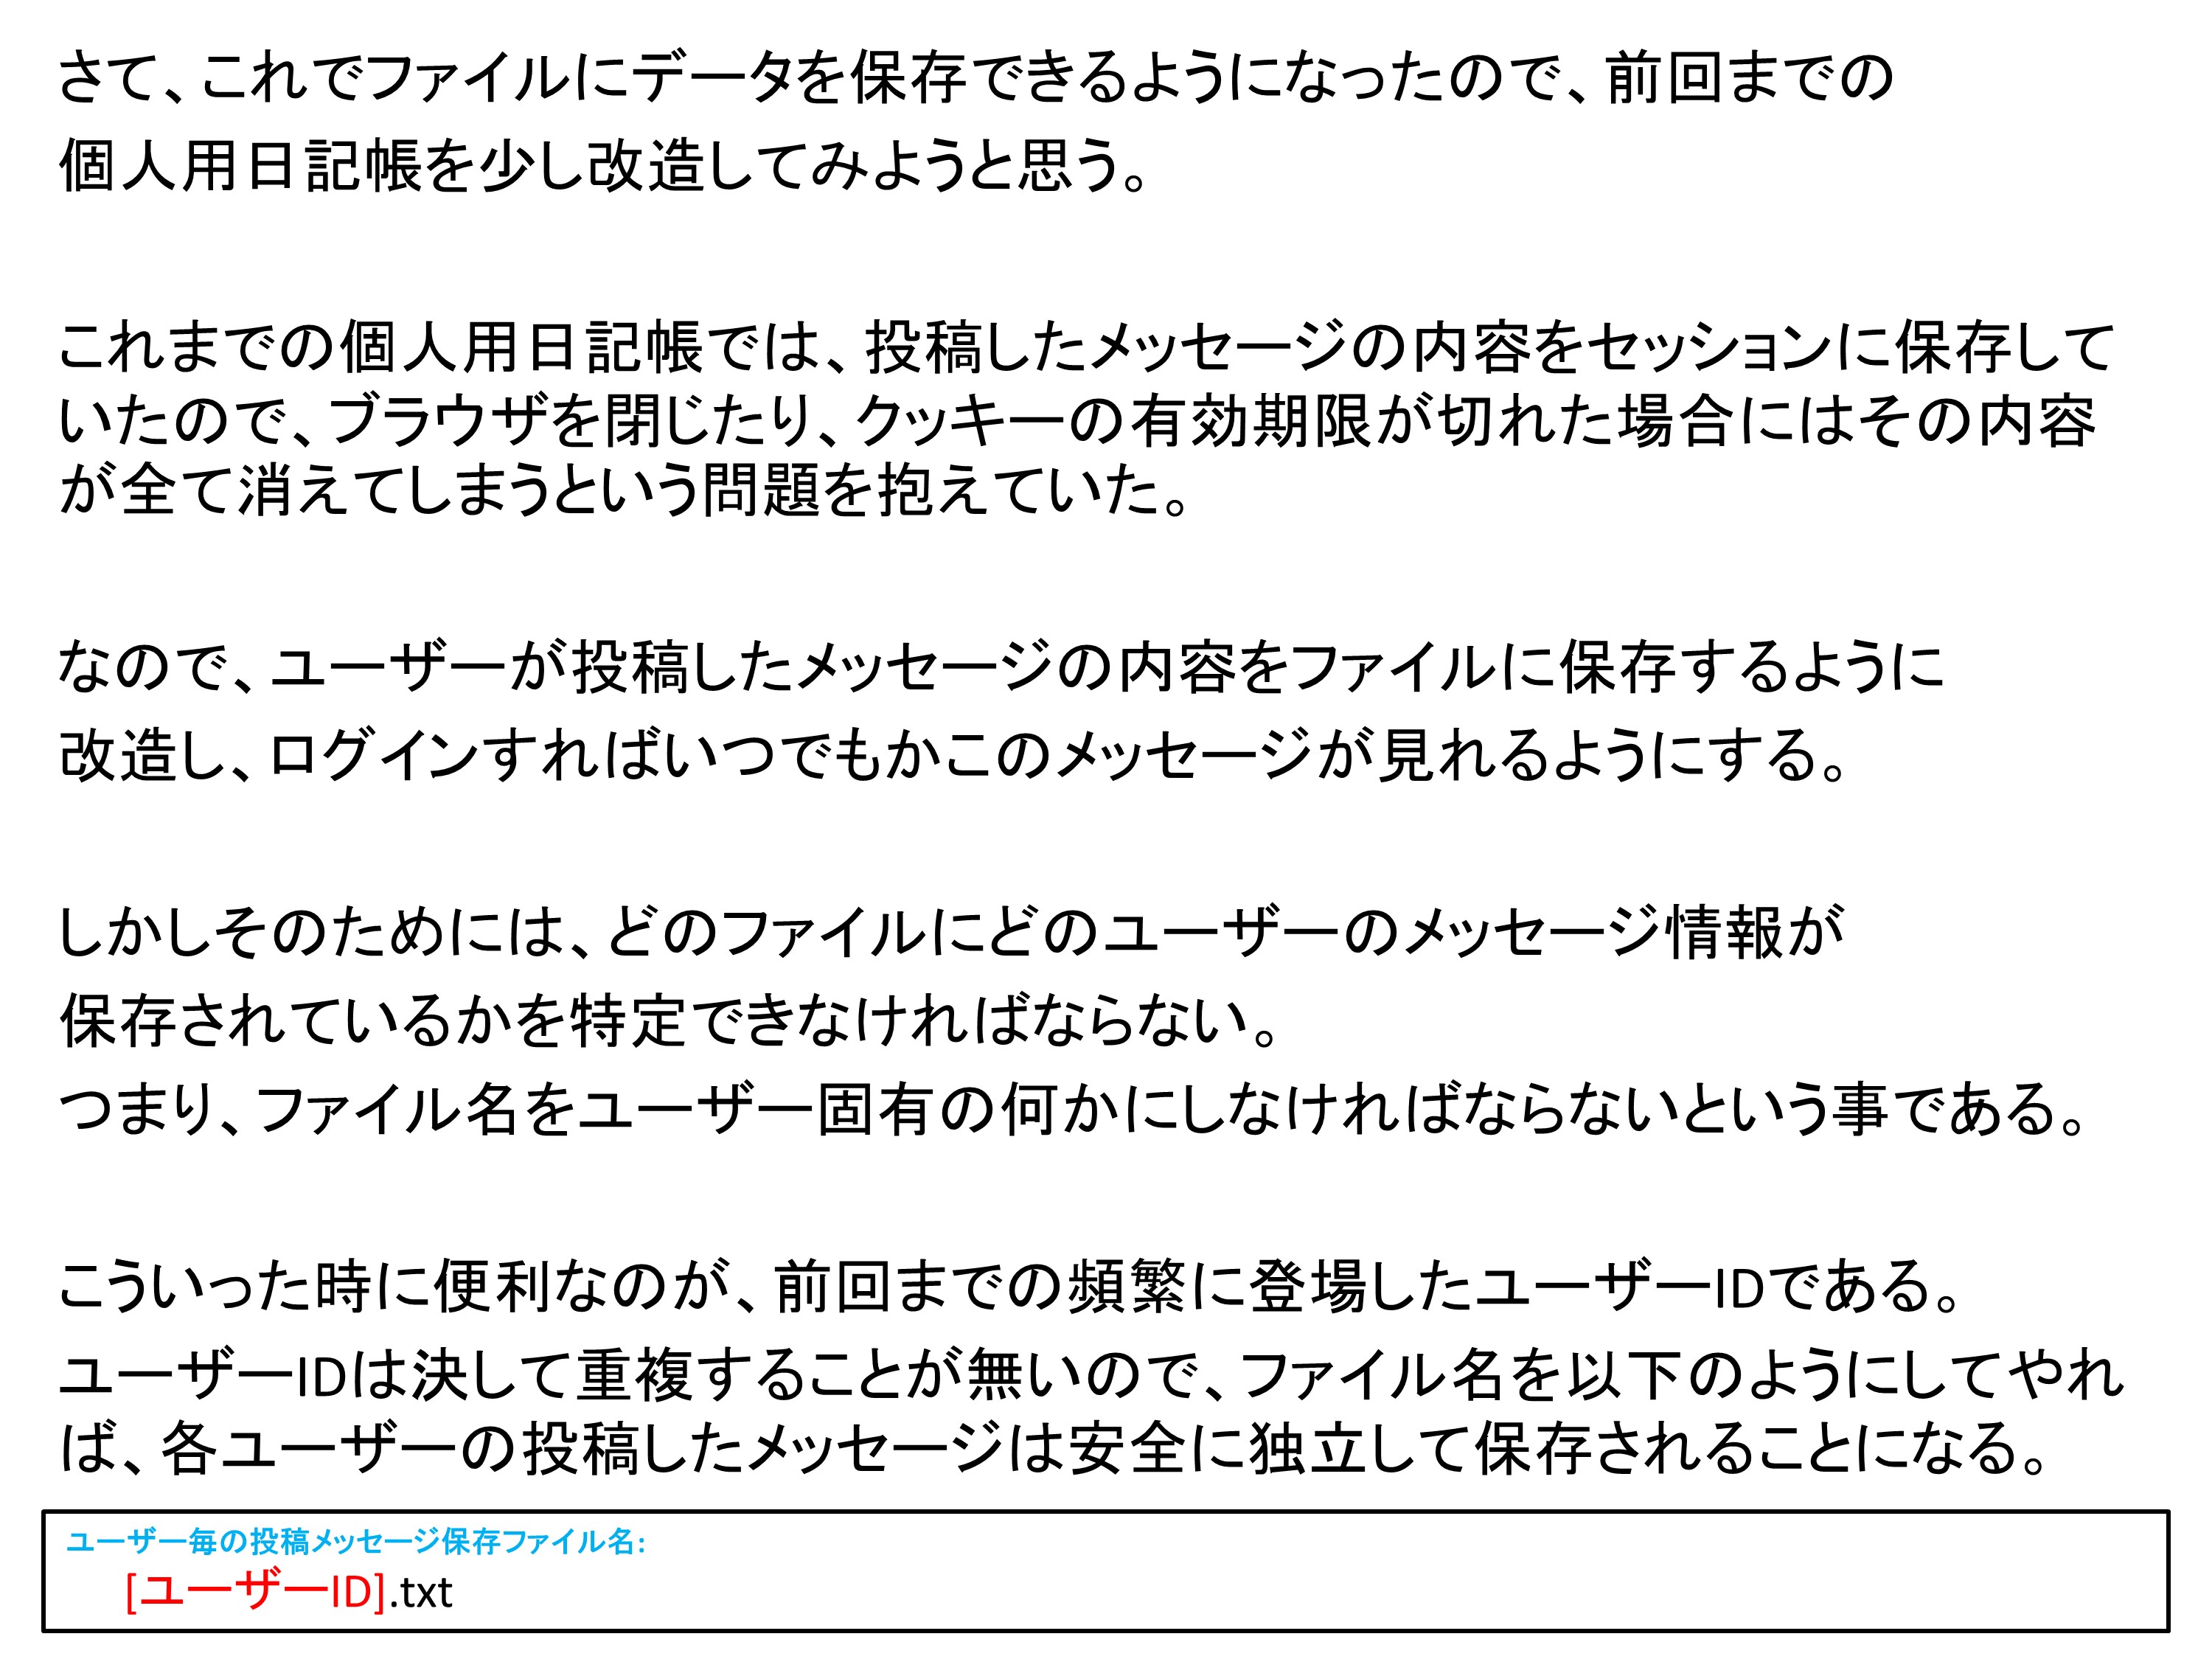 さて、これでファイルにデータを保存できるようになったので、前回までの
個人用日記帳を少し改造してみようと思う。
これまでの個人用日記帳では、投稿したメッセージの内容をセッションに保存して
いたので、ブラウザを閉じたり、クッキーの有効期限が切れた場合にはその内容
が全て消えてしまうという問題を抱えていた。
なので、ユーザーが投稿したメッセージの内容をファイルに保存するように
改造し、ログインすればいつでもかこのメッセージが見れるようにする。
しかしそのためには、どのファイルにどのユーザーのメッセージ情報が
保存されているかを特定できなければならない。
つまり、ファイル名をユーザー固有の何かにしなければならないという事である。
こういった時に便利なのが、前回までの頻繁に登場したユーザーIDである。
ユーザーIDは決して重複することが無いので、ファイル名を以下のようにしてやれ
ば、各ユーザーの投稿したメッセージは安全に独立して保存されることになる。
ユーザー毎の投稿メッセージ保存ファイル名:
[ユーザーID].txt